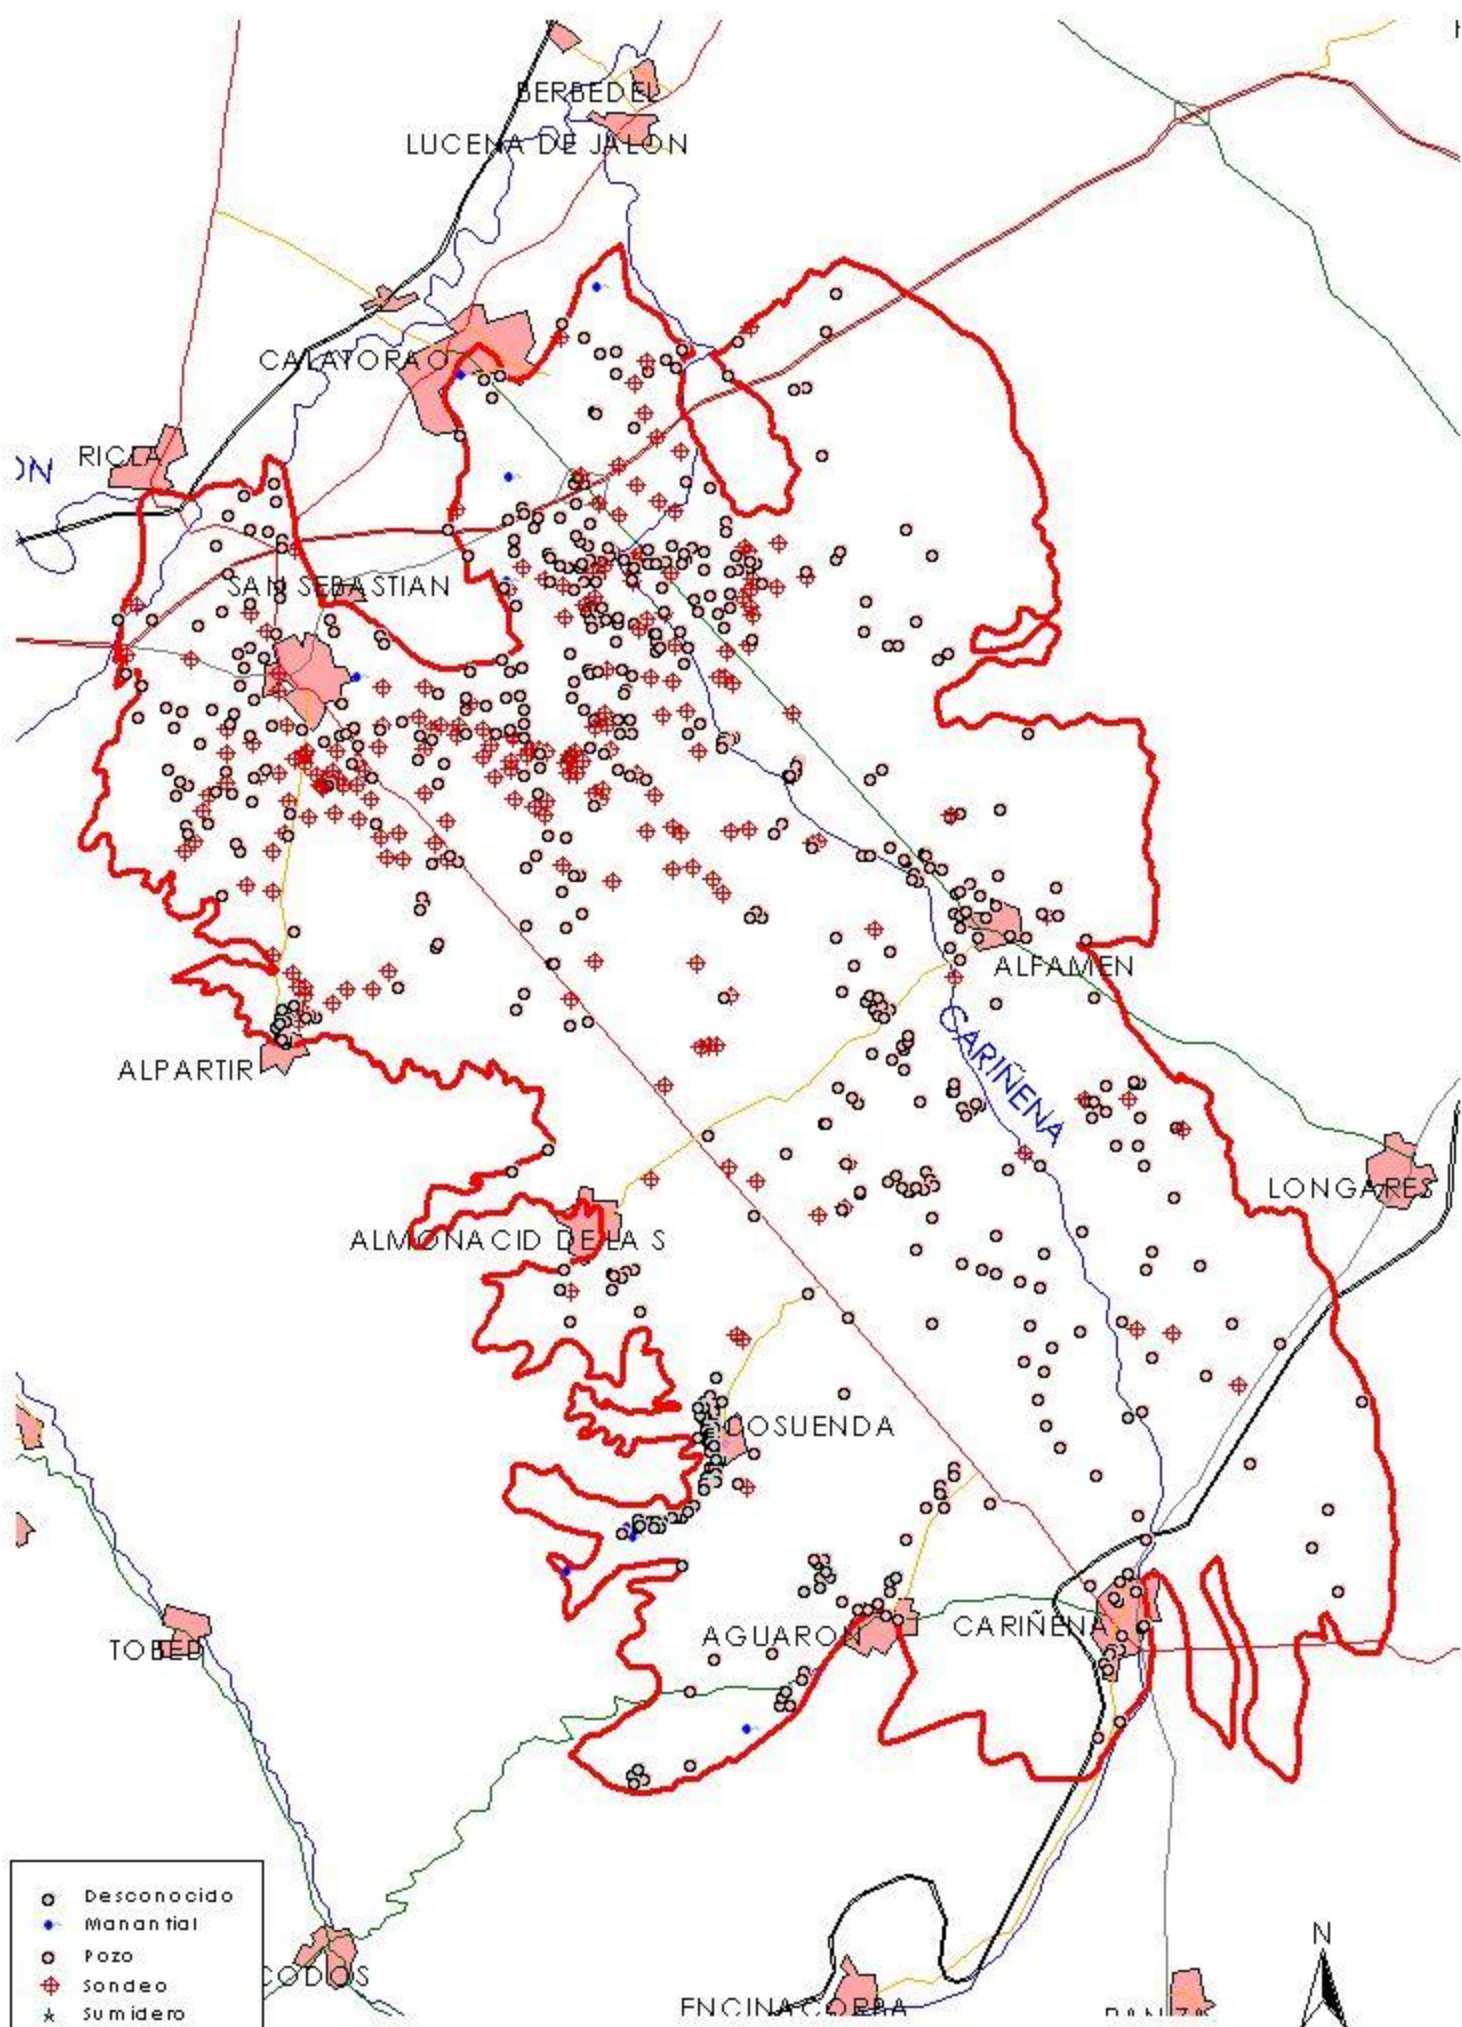 BERBEDEL
LUCENA DE JALON
CALATORAO
RICLA
ON
SAN SEBASTIAN
ALFAMEN
CARIÑENA
ALPARTIR
LONGARES
ALMONACID DE LA S
COSUENDA
AGUARON
CARIÑENA
TOBED
CODOS
ENCINACORBA
N
Desconocido
Manantial
Pozo
Sondeo
Sumidero